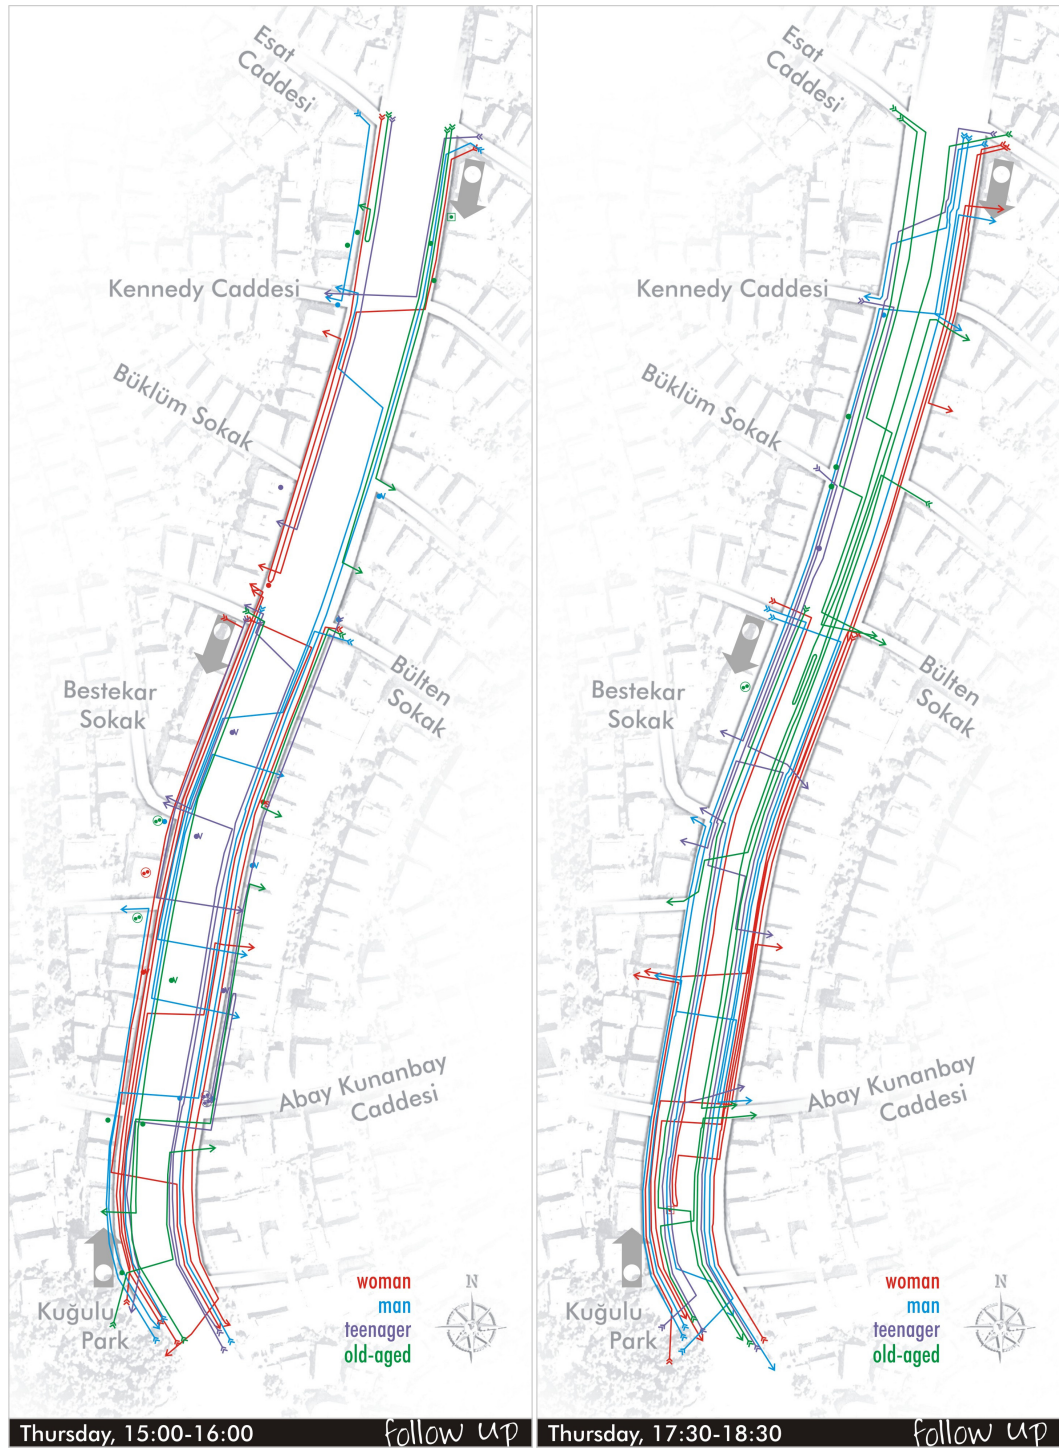 Esat
Caddesi
Kennedy Caddesi
Büklüm Sokak
Bestekar
Sokak
Bülten
Sokak
Abay Kunanbay
Caddesi
Kuğulu
Park
woman
man
teenager
old-aged
N
Thursday, 15:00-16:00
follow up
Esat
Caddesi
Kennedy Caddesi
Büklüm Sokak
Bestekar
Sokak
Bülten
Sokak
Abay Kunanbay
Caddesi
Kuğulu
Park
woman
man
teenager
old-aged
N
Thursday, 17:30-18:30
follow up